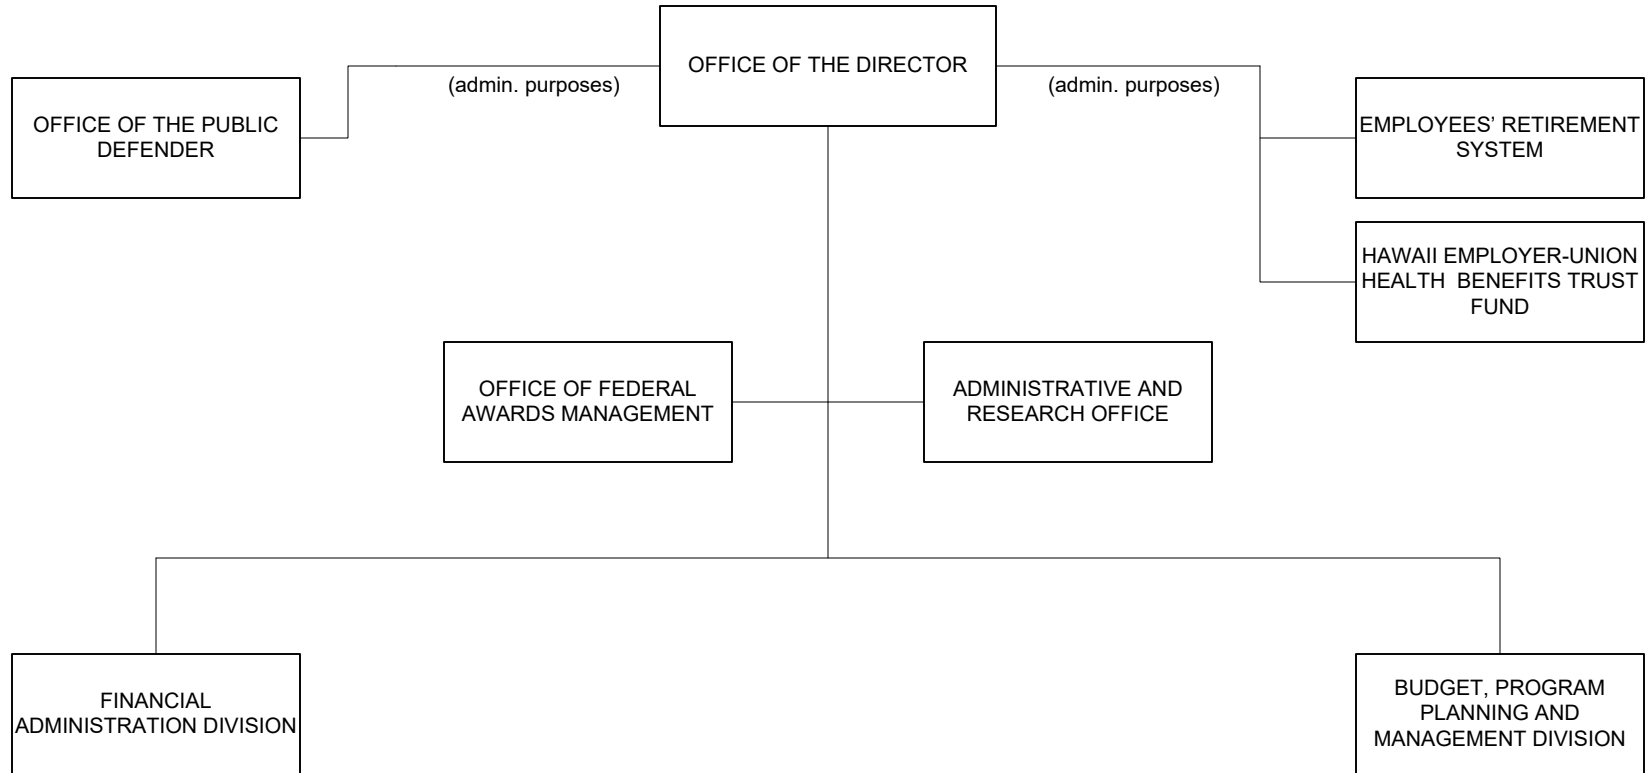 OFFICE OF THE DIRECTOR
(admin. purposes)
(admin. purposes)
OFFICE OF THE PUBLIC
DEFENDER
EMPLOYEES’ RETIREMENT
SYSTEM
HAWAII EMPLOYER-UNION
HEALTH  BENEFITS TRUST
FUND
OFFICE OF FEDERAL
AWARDS MANAGEMENT
ADMINISTRATIVE AND
RESEARCH OFFICE
FINANCIAL
ADMINISTRATION DIVISION
BUDGET, PROGRAM
PLANNING AND
MANAGEMENT DIVISION